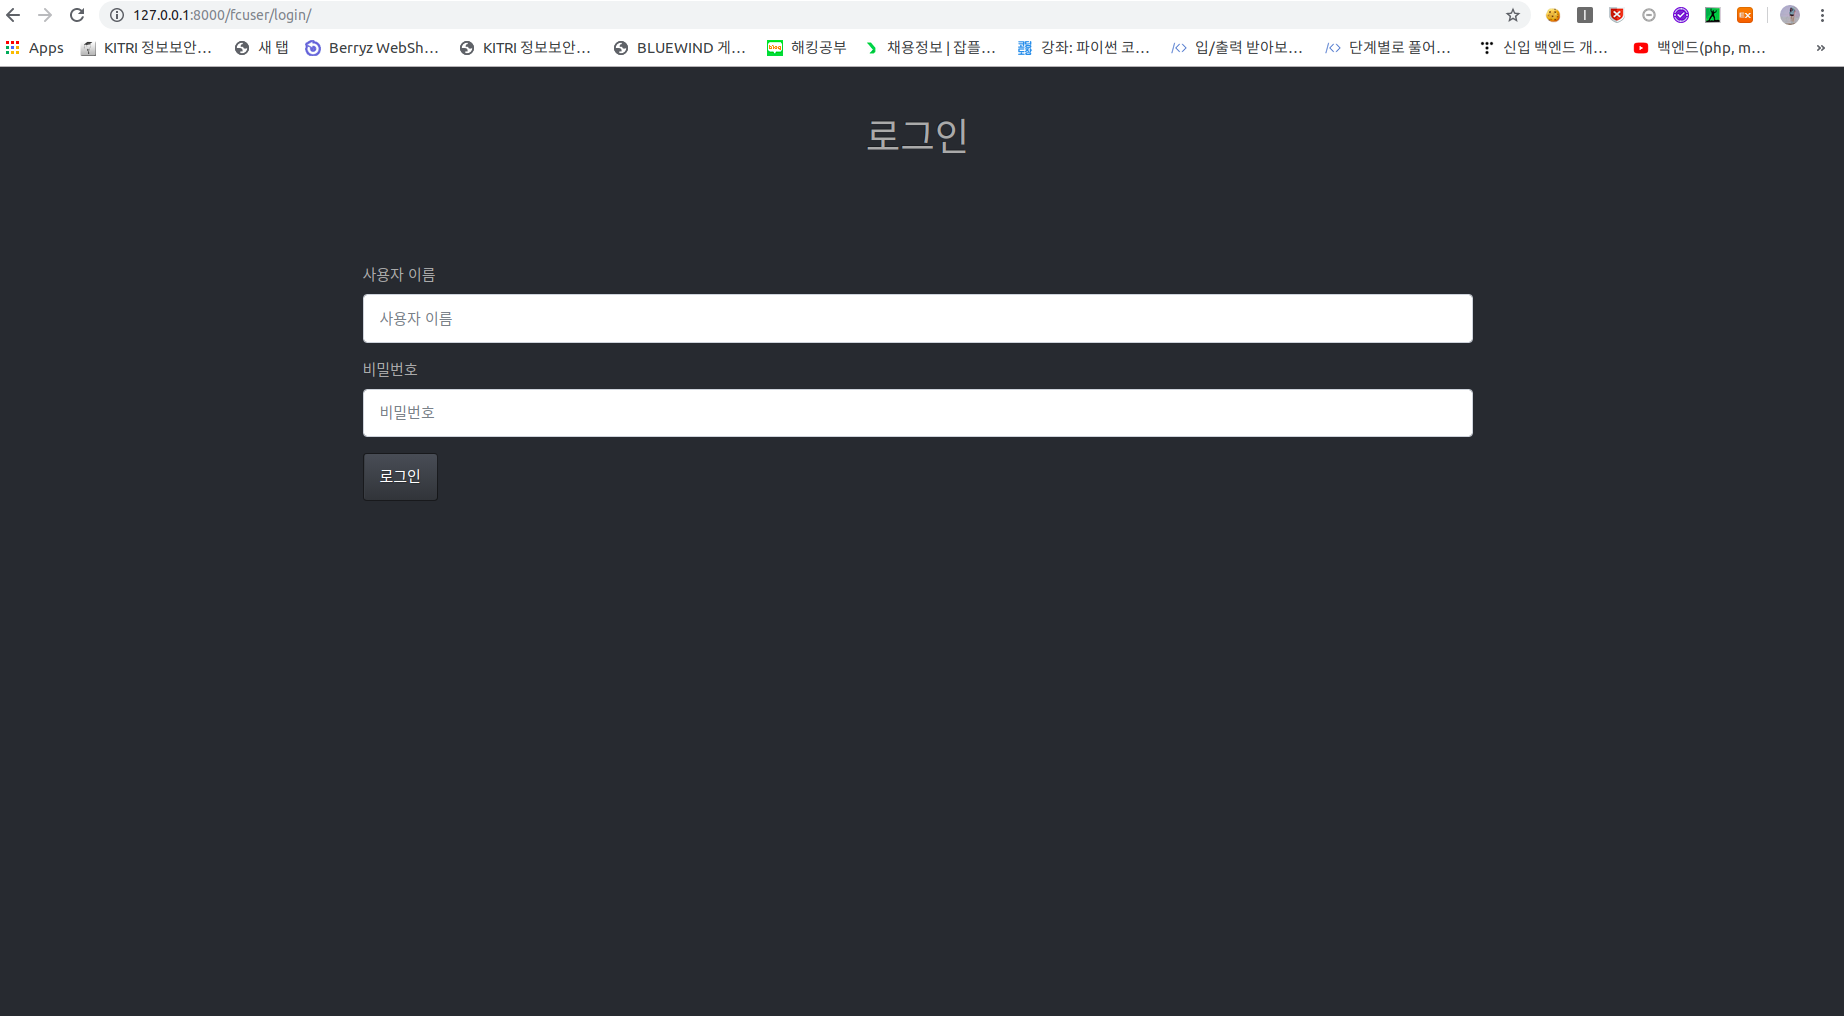 127.0.0.1:8000/fcuser/login/
Apps KITRI 정보보안... 새 탭 Berryz WebSh... KITRI 정보보안... BLUEWIND 게... blog 해킹공부 채용정보 | 잡플... 강좌: 파이썬 코... 입/출력 받아보... 단계별로 풀어... 신입 백엔드 개... 백엔드(php, m... »
로그인
사용자 이름
사용자 이름
비밀번호
비밀번호
로그인